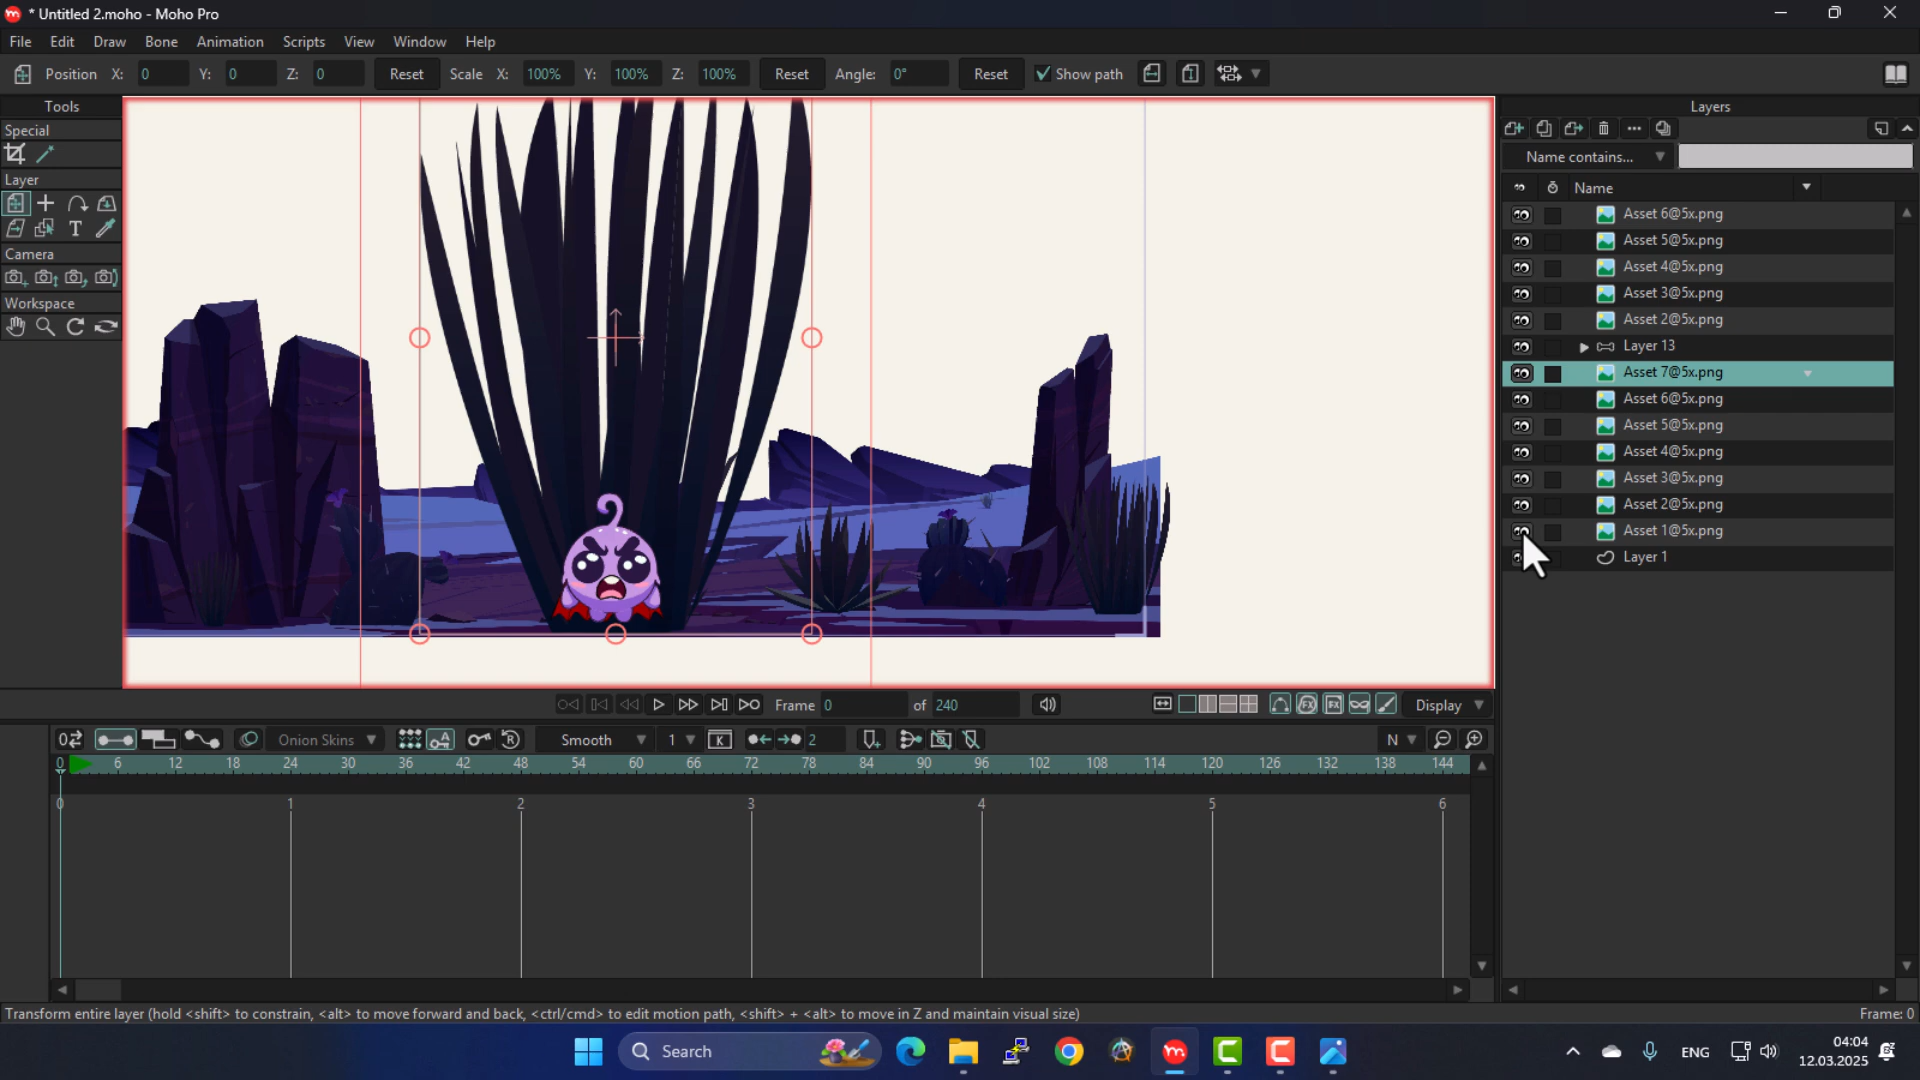 * Untitled 2.moho - Moho Pro
File Edit Draw Bone Animation Scripts View Window Help
Position X: 0 Y: 0 Z: 0 Reset Scale X: 100% Y: 100% Z: 100% Reset Angle: 0° Reset Show path
Tools
Special
Layer
Camera
Workspace
Layers
Name contains...
Name
Asset 6@5x.png
Asset 5@5x.png
Asset 4@5x.png
Asset 3@5x.png
Asset 2@5x.png
Layer 13
Asset 7@5x.png
Asset 6@5x.png
Asset 5@5x.png
Asset 4@5x.png
Asset 3@5x.png
Asset 2@5x.png
Asset 1@5x.png
Layer 1
Frame 0 of 240 Display
Onion Skins Smooth 1 2 N
0 6 12 18 24 30 36 42 48 54 60 66 72 78 84 90 96 102 108 114 120 126 132 138 144
0 1 2 3 4 5 6
Transform entire layer (hold <shift> to constrain, <alt> to move forward and back, <ctrl/cmd> to edit motion path, <shift> + <alt> to move in Z and maintain visual size) Frame: 0
Search ENG 04:04
12.03.2025